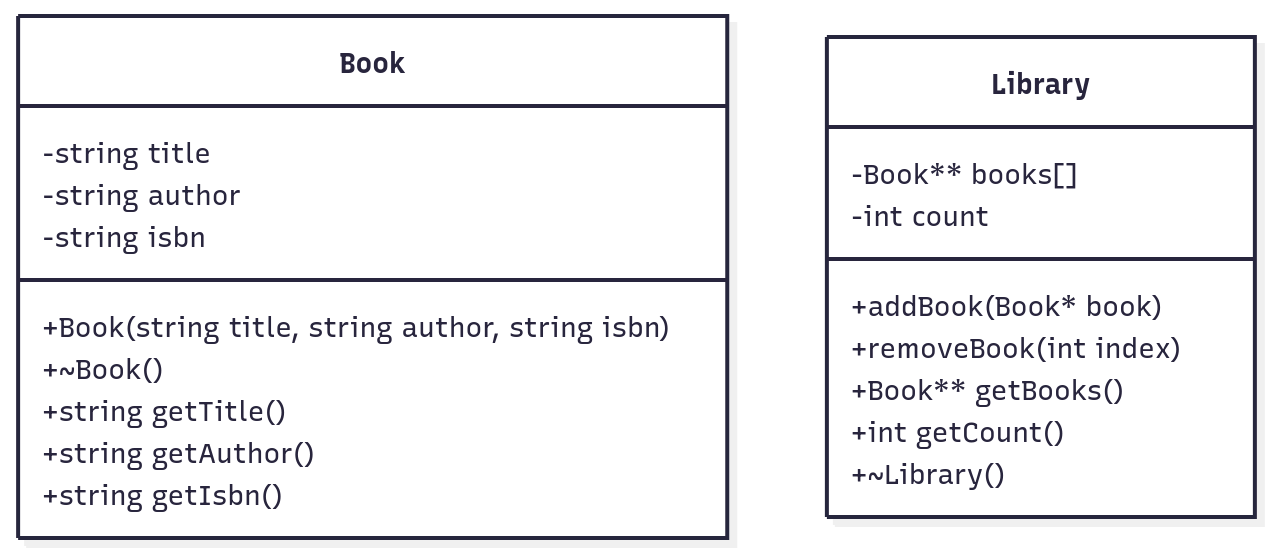 Book
-string title
-string author
-string isbn
+Book(string title, string author, string isbn)
+~Book()
+string getTitle()
+string getAuthor()
+string getIsbn()
Library
-Book** books[]
-int count
+addBook(Book* book)
+removeBook(int index)
+Book** getBooks()
+int getCount()
+~Library()